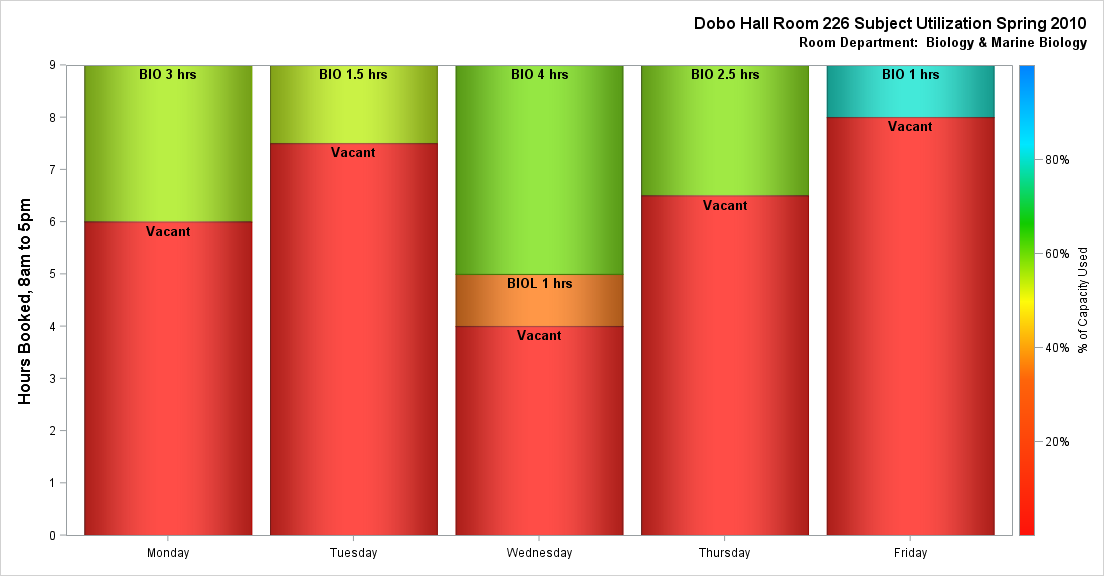 Dobo Hall Room 226 Subject Utilization Spring 2010
Room Department:  Biology & Marine Biology
Hours Booked, 8am to 5pm
9
8
7
6
5
4
3
2
1
0
BIO 3 hrs
Vacant
BIO 1.5 hrs
Vacant
BIO 4 hrs
BIOL 1 hrs
Vacant
BIO 2.5 hrs
Vacant
BIO 1 hrs
Vacant
Monday
Tuesday
Wednesday
Thursday
Friday
80%
60%
40%
20%
% of Capacity Used